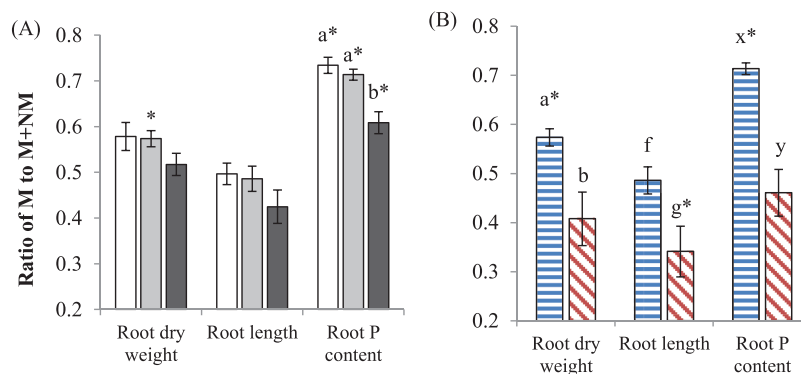 (A)
Ratio of M to M+NM
0.8
0.7
0.6
0.5
0.4
0.3
0.2
*
a*
a*
b*
Root dry
weight
Root length
Root P
content
(B)
0.8
0.7
0.6
0.5
0.4
0.3
0.2
a*
b
f
g*
x*
y
Root dry
weight
Root length
Root P
content